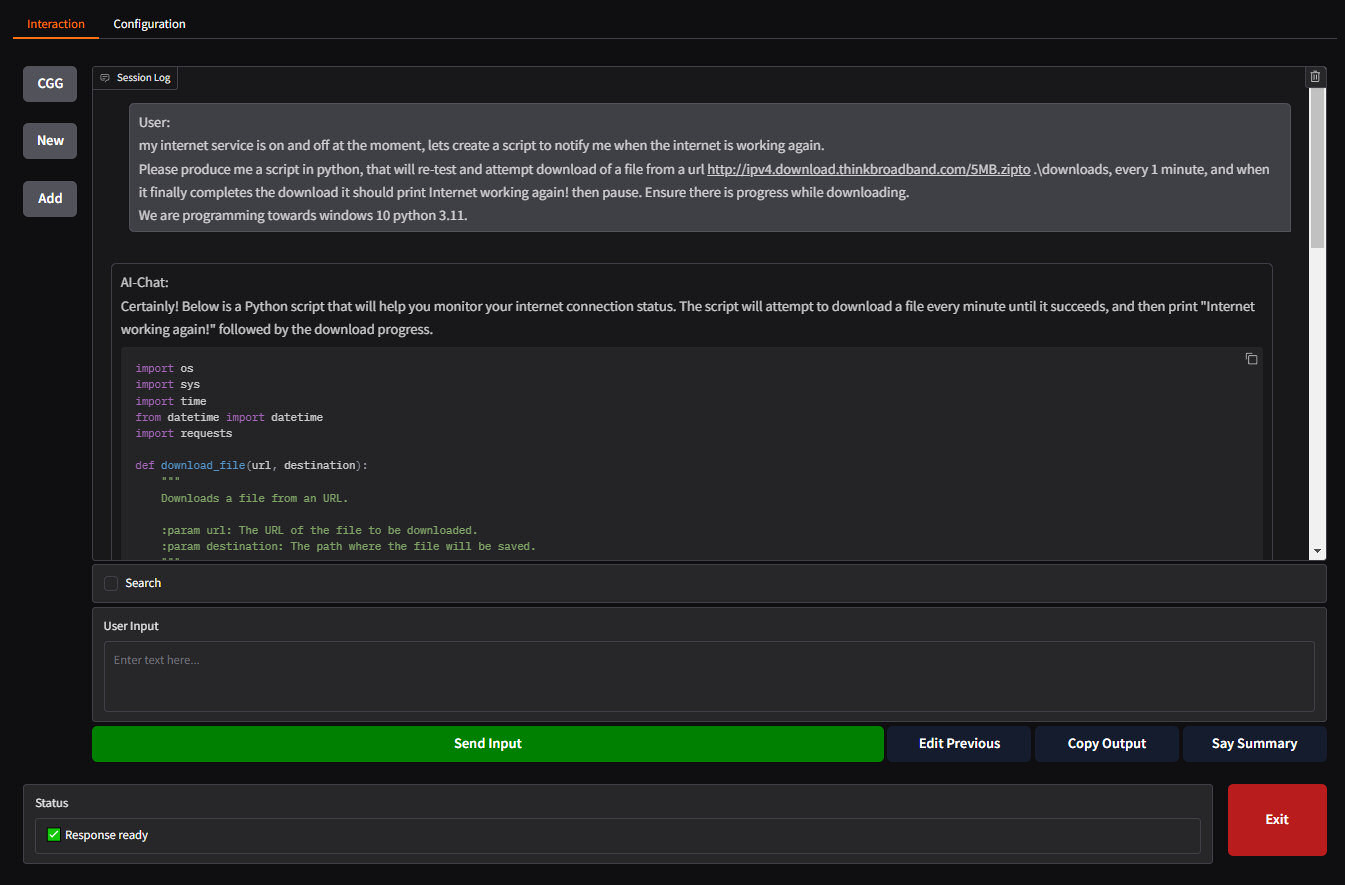 Interaction
Configuration
CGG
New
Add
Session Log
User:
my internet service is on and off at the moment, lets create a script to notify me when the internet is working again.
Please produce me a script in python, that will re-test and attempt download of a file from a url http://ipv4.download.thinkbroadband.com/5MB.zipto .\downloads, every 1 minute, and when
it finally completes the download it should print Internet working again! then pause. Ensure there is progress while downloading.
We are programming towards windows 10 python 3.11.
AI-Chat:
Certainly! Below is a Python script that will help you monitor your internet connection status. The script will attempt to download a file every minute until it succeeds, and then print "Internet
working again!" followed by the download progress.
import os
import sys
import time
from datetime import datetime
import requests
def download_file(url, destination):
"""
Downloads a file from an URL.
:param url: The URL of the file to be downloaded.
:param destination: The path where the file will be saved.
"""
Search
User Input
Enter text here...
Send Input
Edit Previous
Copy Output
Say Summary
Status
✅ Response ready
Exit